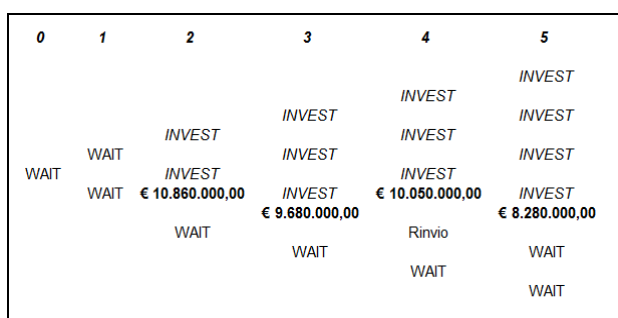 0 1 2 3 4 5
INVEST
INVEST
INVEST INVEST
INVEST INVEST
WAIT INVEST INVEST
WAIT INVEST INVEST
WAIT € 10.860.000,00 INVEST € 10.050.000,00 INVEST
€ 9.680.000,00 € 8.280.000,00
WAIT Rinvio
WAIT WAIT
WAIT
WAIT